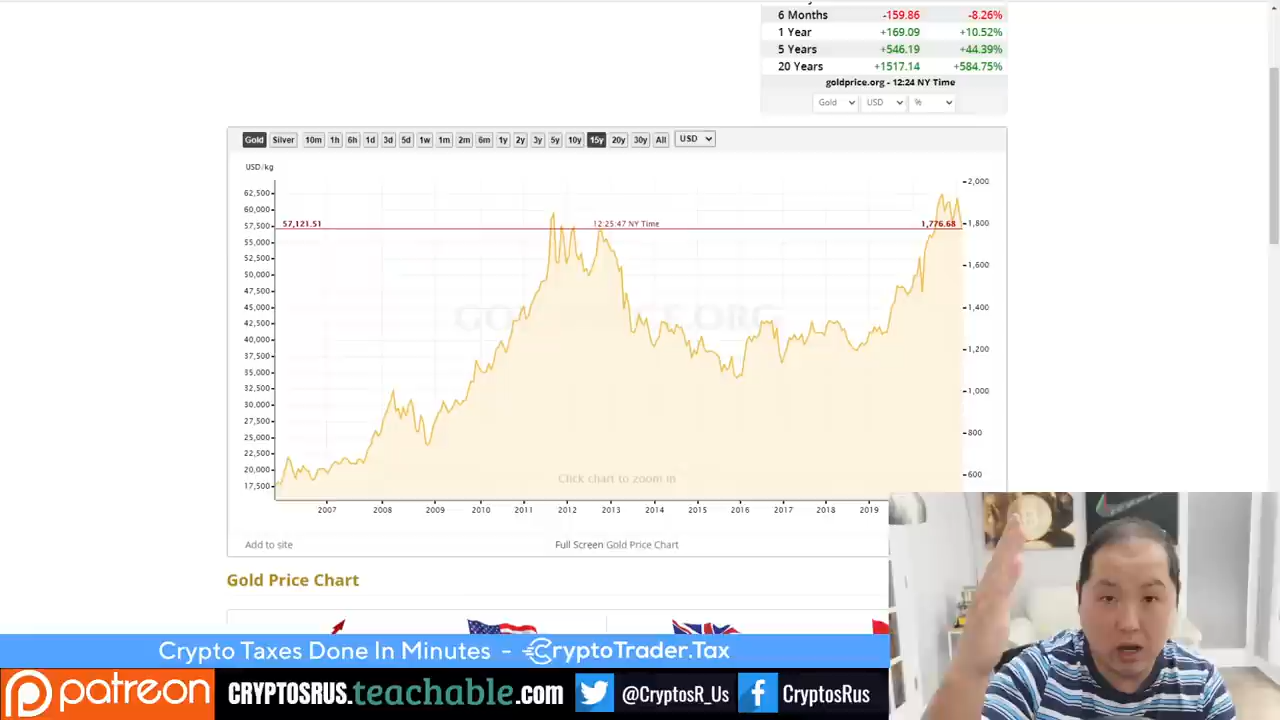 6 Months -159.86 -8.26%
1 Year +169.09 +10.52%
5 Years +546.19 +44.39%
20 Years +1517.14 +584.75%
goldprice.org - 12:24 NY Time
Gold USD %
Gold Silver 10m 1h 6h 1d 3d 5d 1w 1m 2m 6m 1y 2y 3y 5y 10y 15y 20y 30y All USD
USD/kg
62,500 2,000
60,000
57,121.51 12:25:47 NY Time 1,776.68
57,500 1,800
55,000
52,500 1,600
50,000
47,500
45,000 1,400
GOLDPRICE.ORG
42,500
40,000
37,500 1,200
35,000
32,500 1,000
30,000
27,500 800
25,000
22,500
20,000 600
Click chart to zoom in
17,500
2007 2008 2009 2010 2011 2012 2013 2014 2015 2016 2017 2018 2019
Add to site Full Screen Gold Price Chart
Gold Price Chart
Crypto Taxes Done In Minutes - CryptoTrader.Tax
patreon CRYPTOSRUS.teachable.com @CryptosR_Us CryptosRus